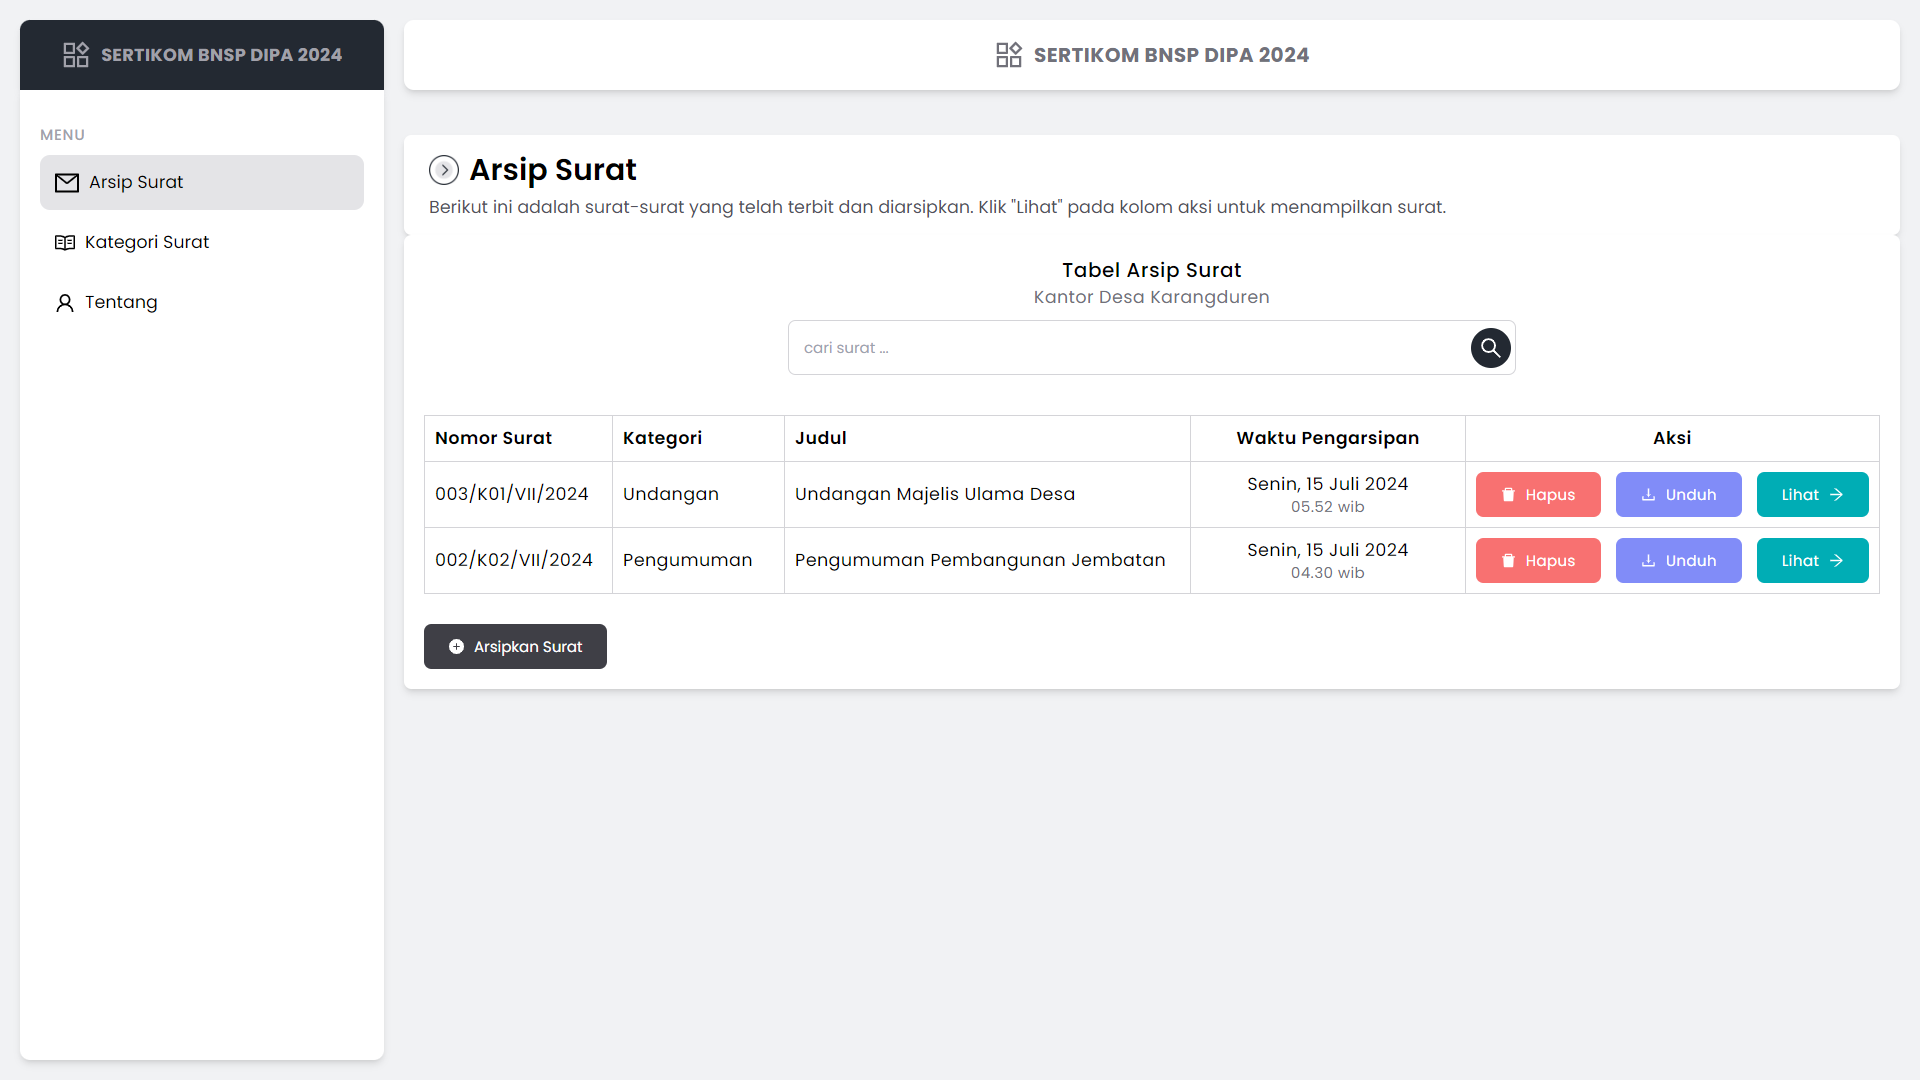 SERTIKOM BNSP DIPA 2024
SERTIKOM BNSP DIPA 2024
MENU
Arsip Surat
Kategori Surat
Tentang
Arsip Surat
Berikut ini adalah surat-surat yang telah terbit dan diarsipkan. Klik "Lihat" pada kolom aksi untuk menampilkan surat.
Tabel Arsip Surat
Kantor Desa Karangduren
cari surat ...
Nomor Surat Kategori Judul Waktu Pengarsipan Aksi
003/K01/VII/2024 Undangan Undangan Majelis Ulama Desa Senin, 15 Juli 2024 Hapus Unduh Lihat
05.52 wib
002/K02/VII/2024 Pengumuman Pengumuman Pembangunan Jembatan Senin, 15 Juli 2024 Hapus Unduh Lihat
04.30 wib
Arsipkan Surat